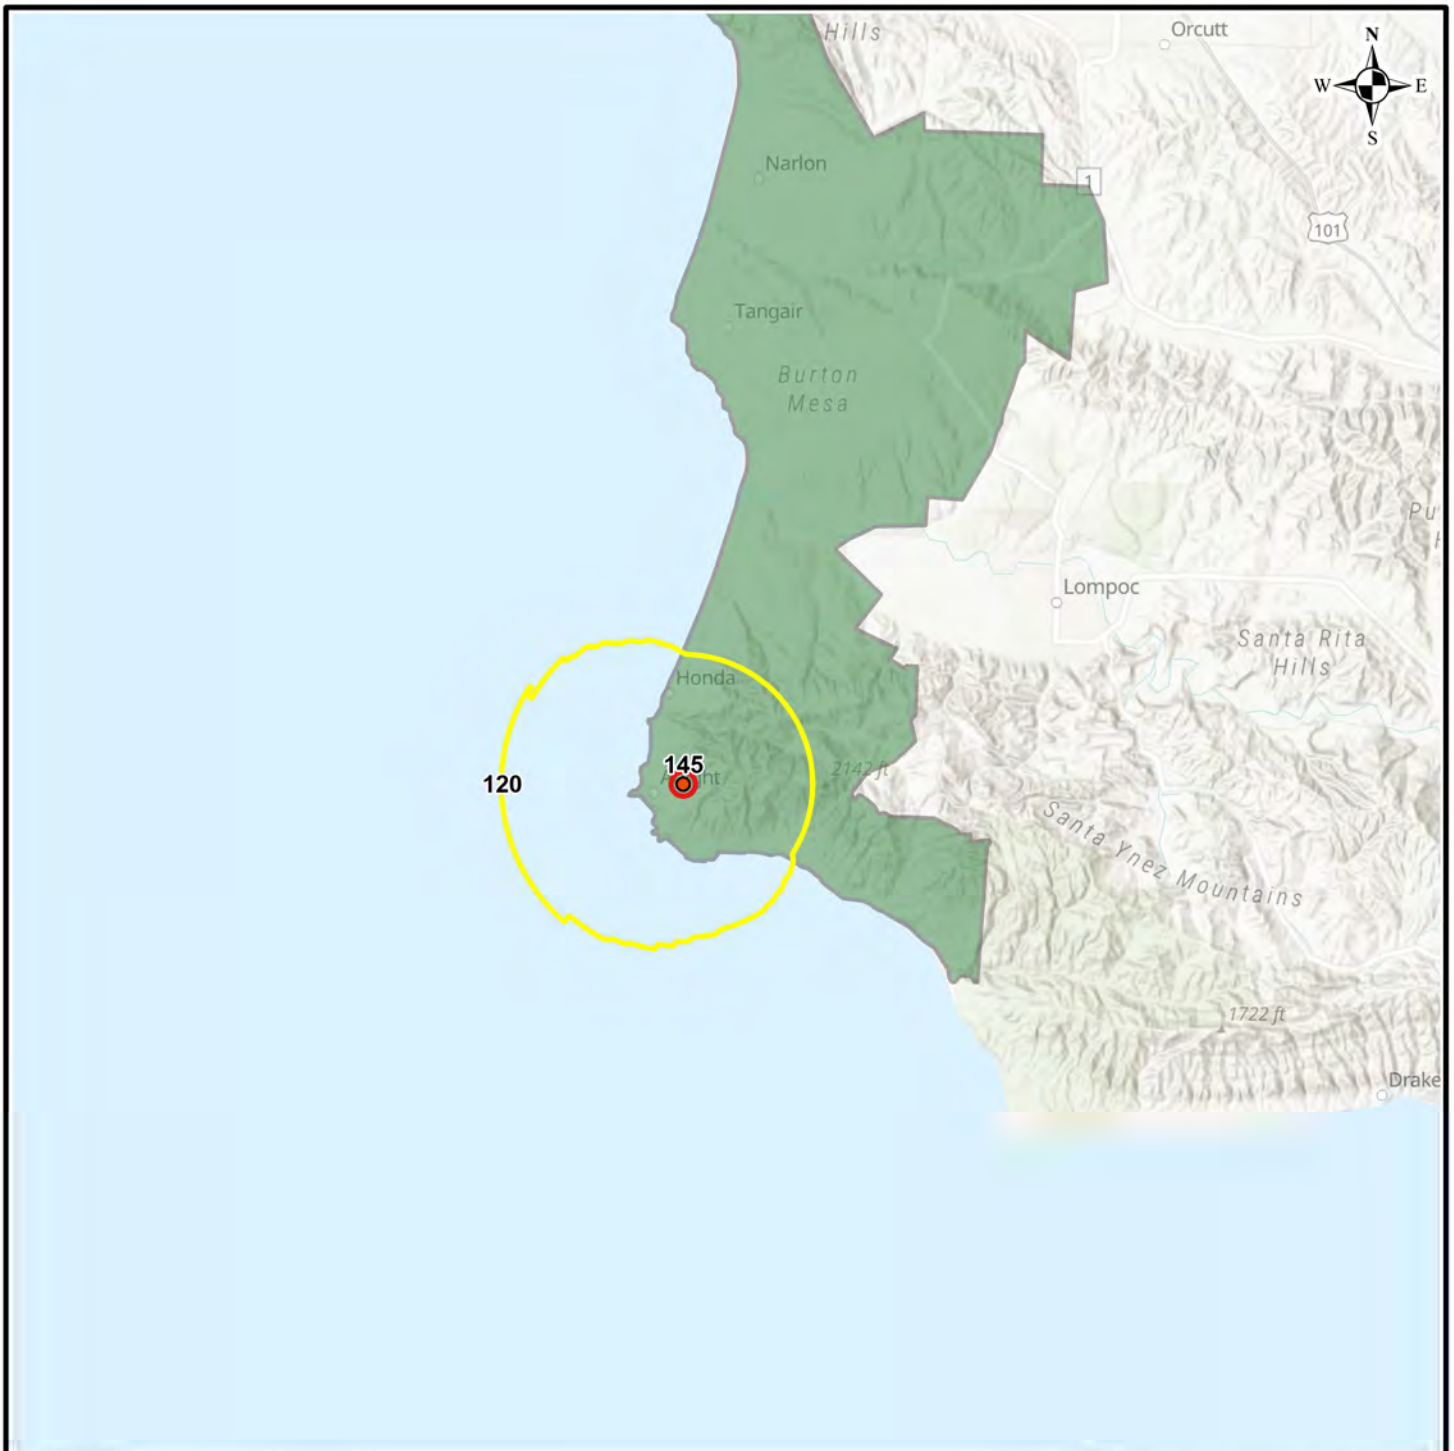 Hills
Orcutt
N
W
E
S
Narlon
1
101
Tangair
Burton
Mesa
Pu
Lompoc
Santa Rita
Hills
Honda
145
120
2142 ft
Santa Ynez Mountains
1722 ft
Drake